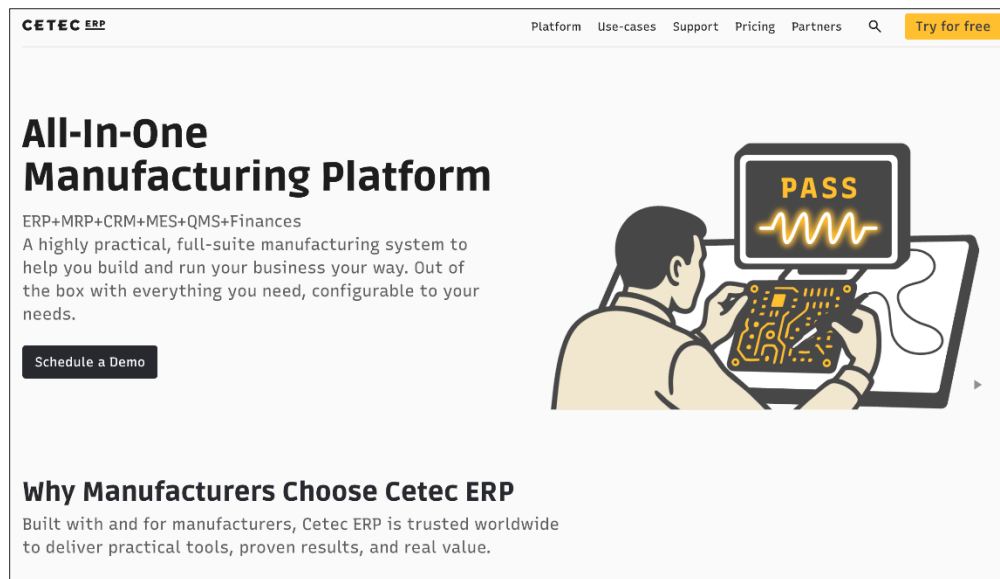 CETEC ERP
Platform Use-cases Support Pricing Partners
Try for free
All-In-One
Manufacturing Platform
ERP+MRP+CRM+MES+QMS+Finances
A highly practical, full-suite manufacturing system to
help you build and run your business your way. Out of
the box with everything you need, configurable to your
needs.
Schedule a Demo
PASS
Why Manufacturers Choose Cetec ERP
Built with and for manufacturers, Cetec ERP is trusted worldwide
to deliver practical tools, proven results, and real value.